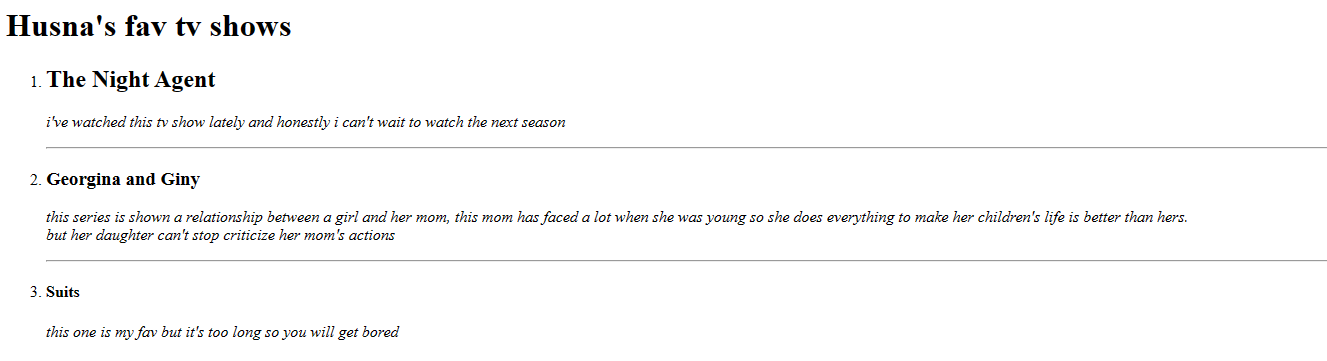 Husna's fav tv shows
1. The Night Agent
i've watched this tv show lately and honestly i can't wait to watch the next season
2. Georgina and Giny
this series is shown a relationship between a girl and her mom, this mom has faced a lot when she was young so she does everything to make her children's life is better than hers.
but her daughter can't stop criticize her mom's actions
3. Suits
this one is my fav but it's too long so you will get bored